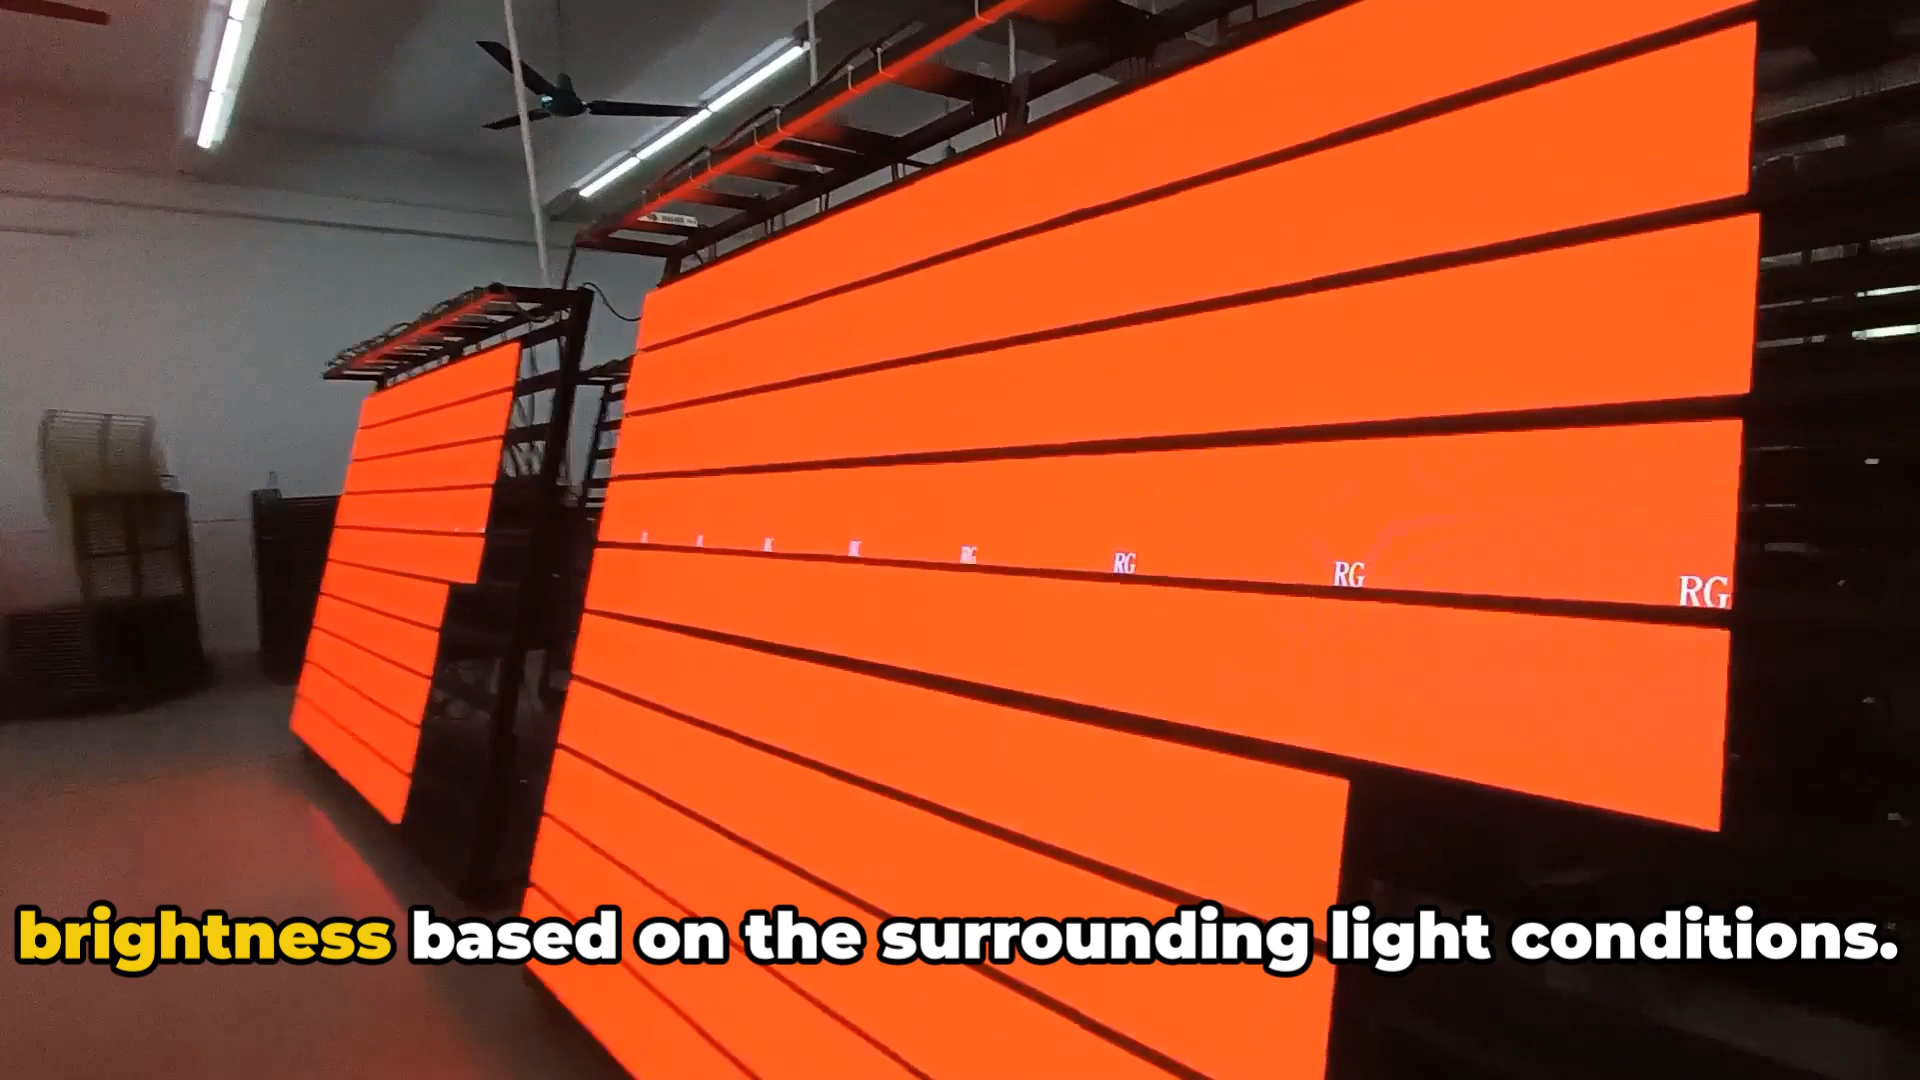 RG RG RG RG
brightness based on the surrounding light conditions.